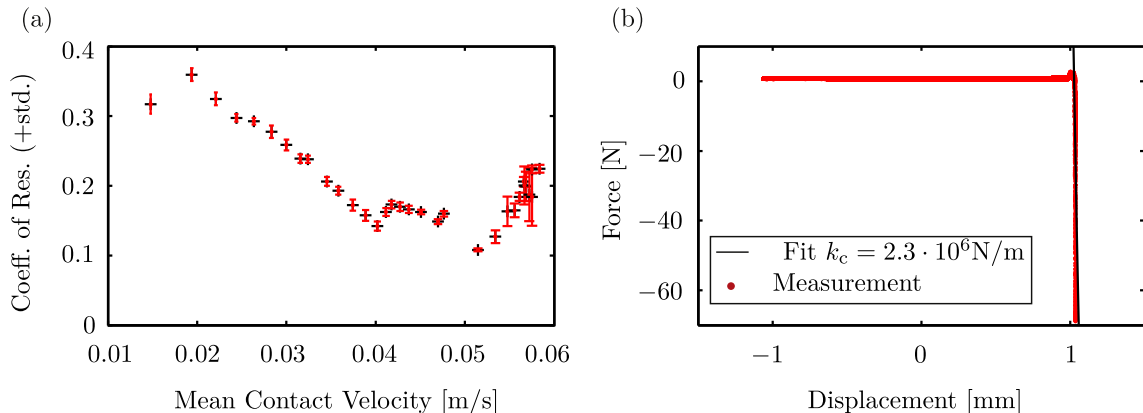 (a)
Coeff. of Res. (+std.)
0.4
0.3
0.2
0.1
0
0.01 0.02 0.03 0.04 0.05 0.06
Mean Contact Velocity [m/s]
(b)
Force [N]
0
−20
−40
−60
Fit k_c = 2.3 · 10⁶N/m
Measurement
−1 0 1
Displacement [mm]